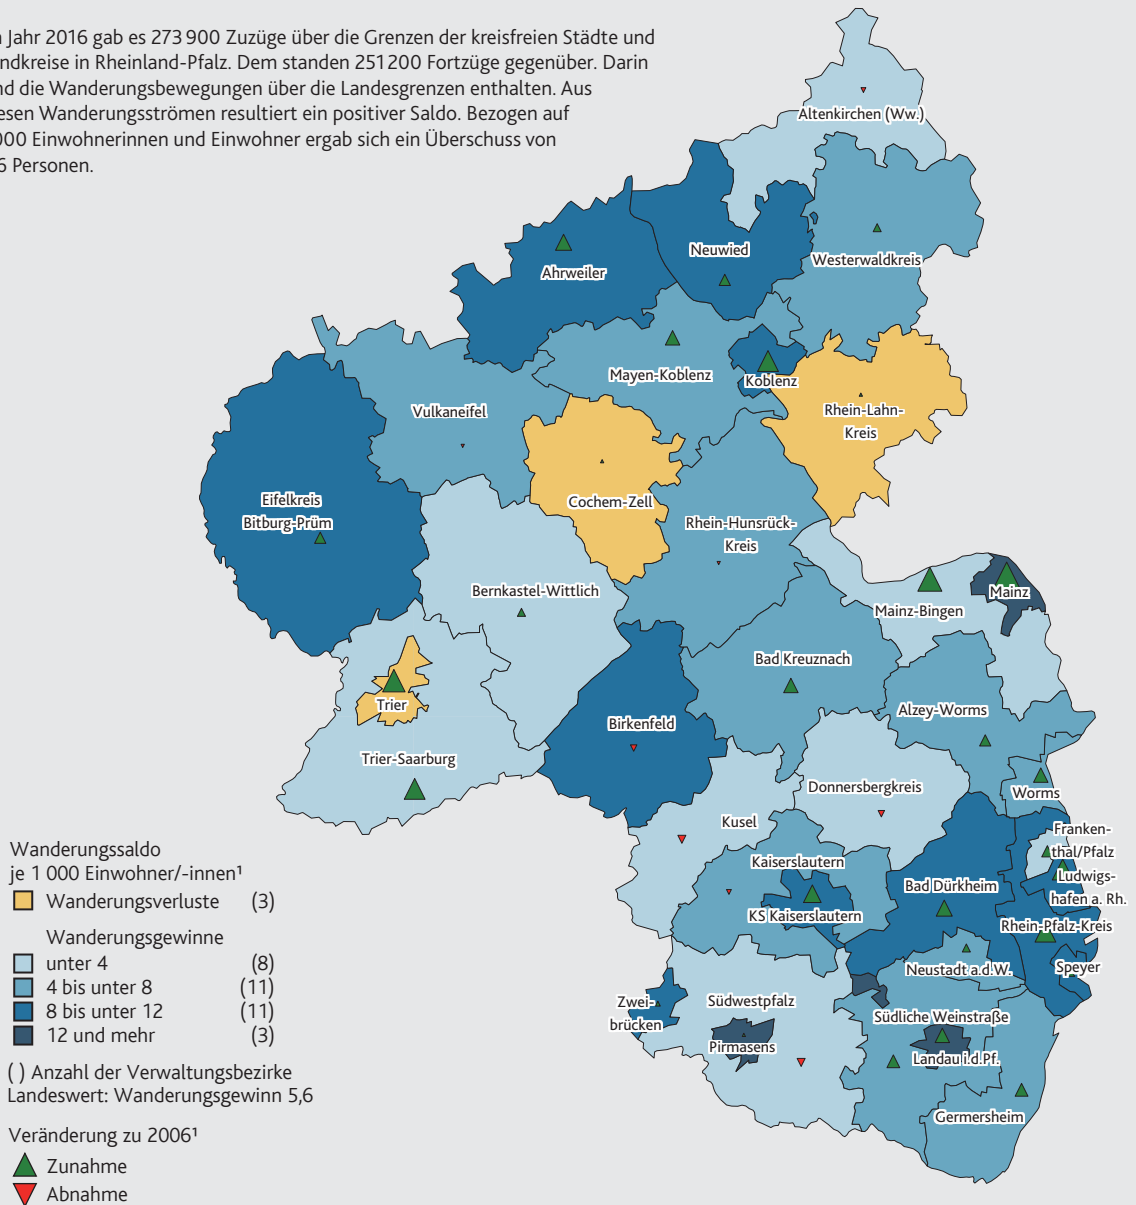 Jahr 2016 gab es 273 900 Zuzüge über die Grenzen der kreisfreien Städte und
ndkreise in Rheinland-Pfalz. Dem standen 251 200 Fortzüge gegenüber. Darin
d die Wanderungsbewegungen über die Landesgrenzen enthalten. Aus
esen Wanderungsströmen resultiert ein positiver Saldo. Bezogen auf
000 Einwohnerinnen und Einwohner ergab sich ein Überschuss von
6 Personen.
Altenkirchen (Ww.)
Neuwied
Westerwaldkreis
Ahrweiler
Mayen-Koblenz
Koblenz
Vulkaneifel
Rhein-Lahn-
Kreis
Cochem-Zell
Eifelkreis
Bitburg-Prüm
Rhein-Hunsrück-
Kreis
Bernkastel-Wittlich
Mainz-Bingen
Mainz
Bad Kreuznach
Trier
Alzey-Worms
Birkenfeld
Trier-Saarburg
Donnersbergkreis
Worms
Kusel
Franken-
thal/Pfalz
Kaiserslautern
Ludwigs-
hafen a. Rh.
Bad Dürkheim
KS Kaiserslautern
Rhein-Pfalz-Kreis
Neustadt a.d.W.
Speyer
Zwei-
brücken
Südwestpfalz
Südliche Weinstraße
Pirmasens
Landau i.d.Pf.
Germersheim
Wanderungssaldo
je 1 000 Einwohner/-innen¹
Wanderungsverluste (3)
Wanderungsgewinne
unter 4 (8)
4 bis unter 8 (11)
8 bis unter 12 (11)
12 und mehr (3)
( ) Anzahl der Verwaltungsbezirke
Landeswert: Wanderungsgewinn 5,6
Veränderung zu 2006¹
Zunahme
Abnahme